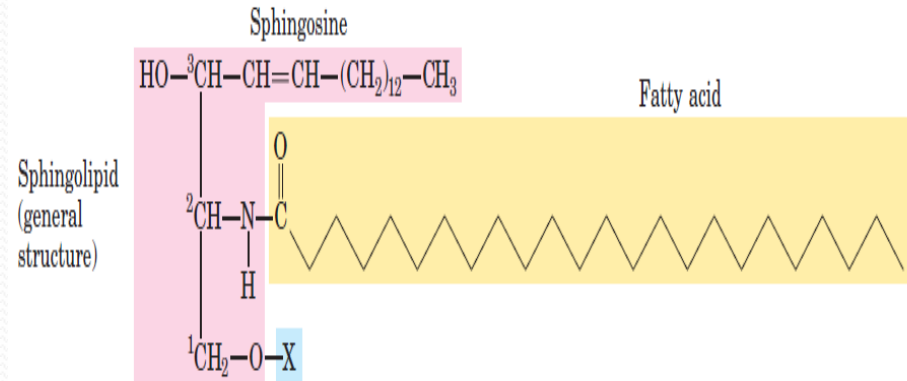 Sphingosine
HO—³CH—CH=CH—(CH₂)₁₂—CH₃
Fatty acid
O
Sphingolipid
(general
structure)
²CH—N—C
H
¹CH₂—O—X